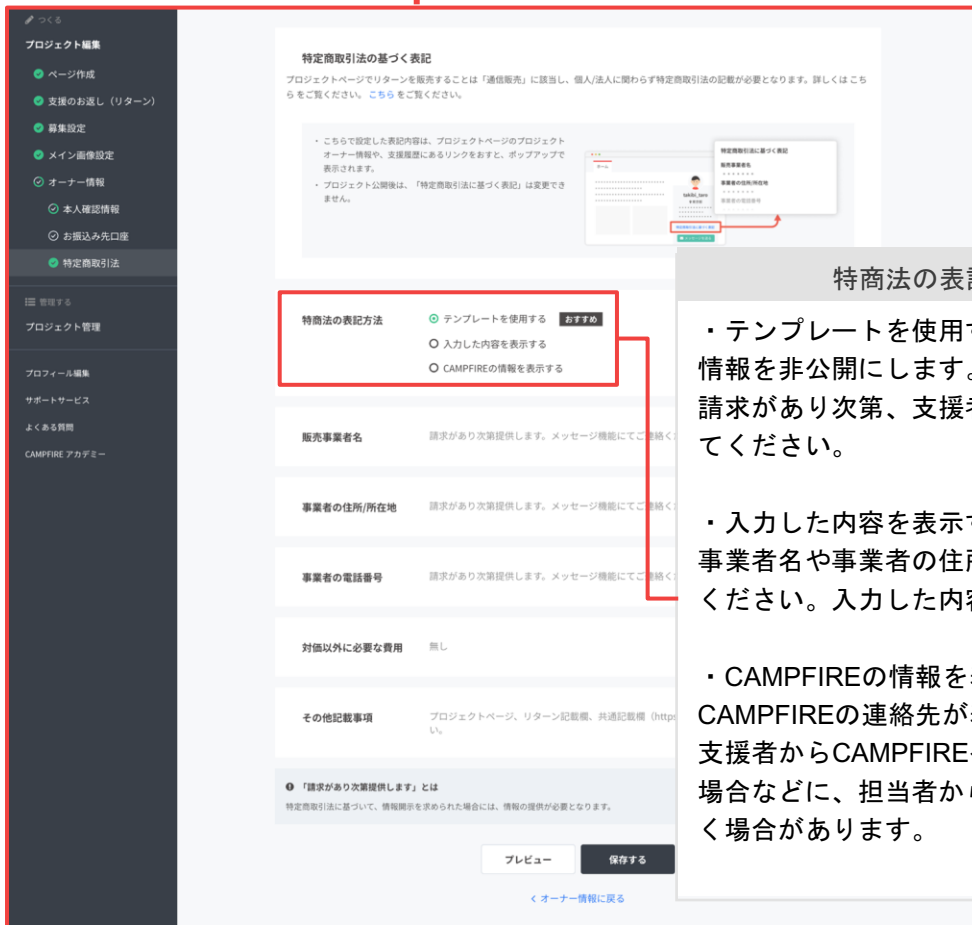 つくる
プロジェクト編集
ページ作成
支援のお返し（リターン）
募集設定
メイン画像設定
オーナー情報
本人確認情報
お振込み先口座
特定商取引法
管理する
プロジェクト管理
プロフィール編集
サポートサービス
よくある質問
CAMPFIRE アカデミー
特定商取引法の基づく表記
プロジェクトページでリターンを販売することは「通信販売」に該当し、個人/法人に関わらず特定商取引法の記載が必要となります。詳しくはこち
らをご覧ください。 こちら をご覧ください。
・こちらで設定した表記内容は、プロジェクトページのプロジェクト
オーナー情報や、支援履歴にあるリンクをおすと、ポップアップで
表示されます。
・プロジェクト公開後は、「特定商取引法に基づく表記」は変更でき
ません。
特定商取引法に基づく表記
販売事業者名
事業者の住所/所在地
事業者の電話番号
特商法の表記方法
テンプレートを使用する おすすめ
入力した内容を表示する
CAMPFIREの情報を表示する
販売事業者名 請求があり次第提供します。メッセージ機能にてご連絡く
事業者の住所/所在地 請求があり次第提供します。メッセージ機能にてご連絡く
事業者の電話番号 請求があり次第提供します。メッセージ機能にてご連絡く
対価以外に必要な費用 無し
その他記載事項 プロジェクトページ、リターン記載欄、共通記載欄（http
い。
「請求があり次第提供します」とは
特定商取引法に基づいて、情報開示を求められた場合には、情報の提供が必要となります。
プレビュー 保存する
< オーナー情報に戻る
特商法の表
・テンプレートを使用
情報を非公開にします。
請求があり次第、支援
てください。
・入力した内容を表示
事業者名や事業者の住
ください。入力した内
・CAMPFIREの情報を
CAMPFIREの連絡先が
支援者からCAMPFIRE
場合などに、担当者か
く場合があります。